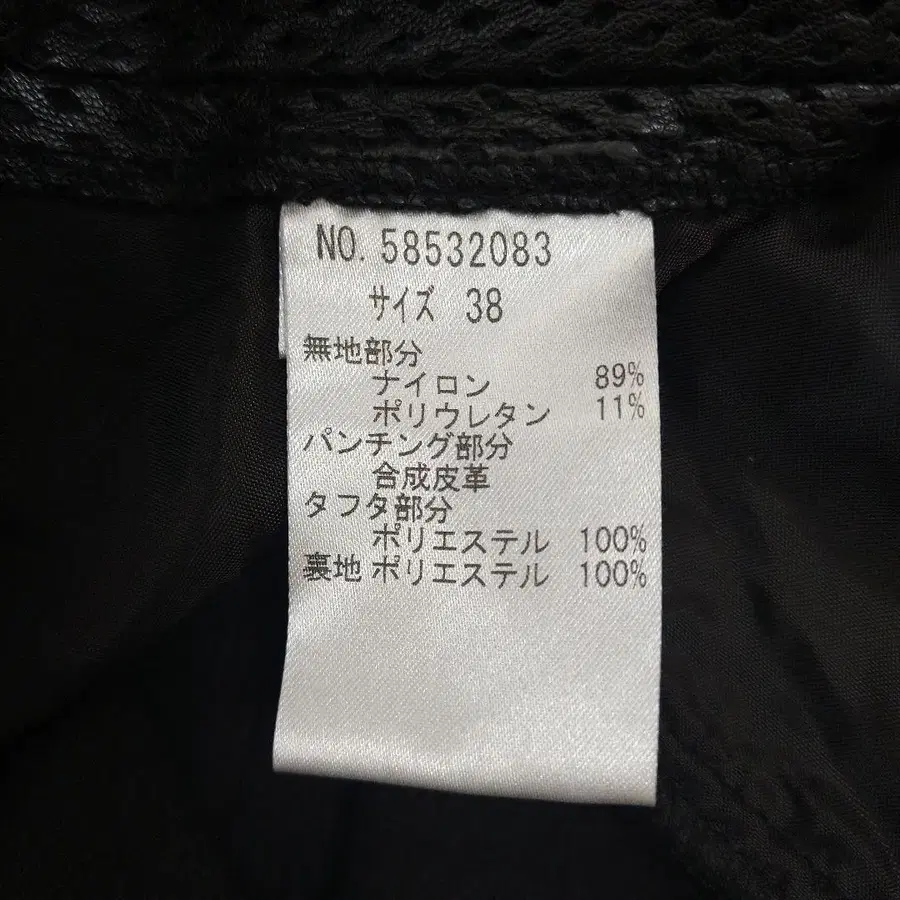 NO. 58532083
サイズ 38
無地部分
ナイロン 89%
ポリウレタン 11%
パンチング部分
合成皮革
タフタ部分
ポリエステル 100%
裏地 ポリエステル 100%